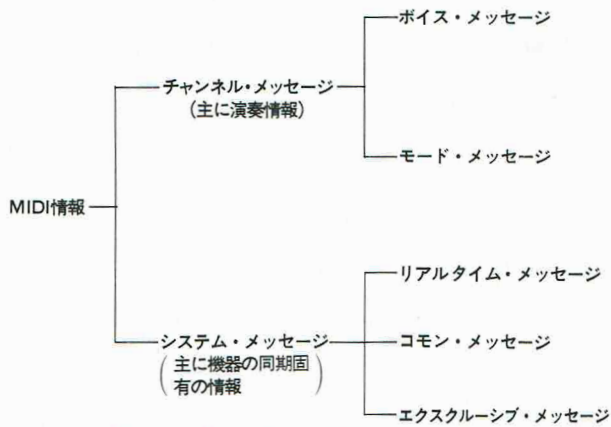 MIDI情報
チャンネル・メッセージ
(主に演奏情報)
ボイス・メッセージ
モード・メッセージ
システム・メッセージ
(主に機器の同期固
有の情報)
リアルタイム・メッセージ
コモン・メッセージ
エクスクルーシブ・メッセージ